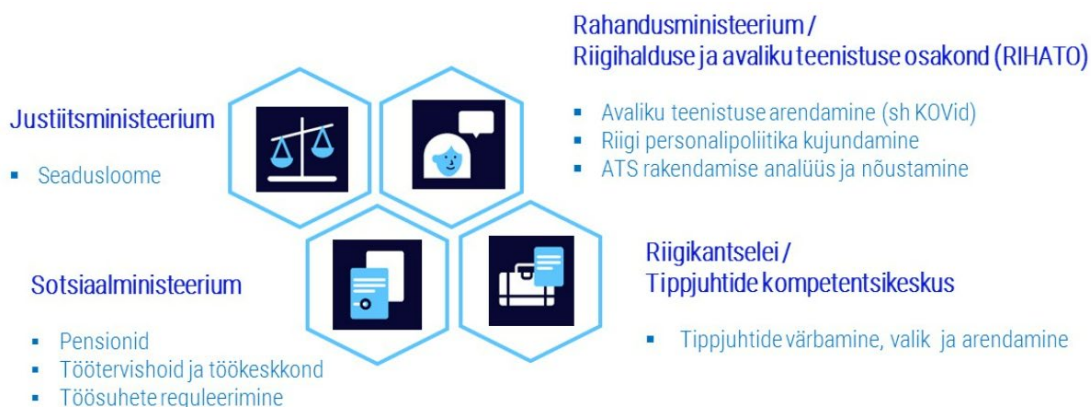 Rahandusministeerium /
Riigihalduse ja avaliku teenistuse osakond (RIHATO)
▪ Avaliku teenistuse arendamine (sh KOVid)
▪ Riigi personalipoliitika kujundamine
▪ ATS rakendamise analüüs ja nõustamine
Justiitsministeerium
▪ Seadusloome
Sotsiaalministeerium
▪ Pensionid
▪ Töötervishoid ja töökeskkond
▪ Töösuhete reguleerimine
Riigikantselei /
Tippjuhtide kompetentsikeskus
▪ Tippjuhtide värbamine, valik ja arendamine